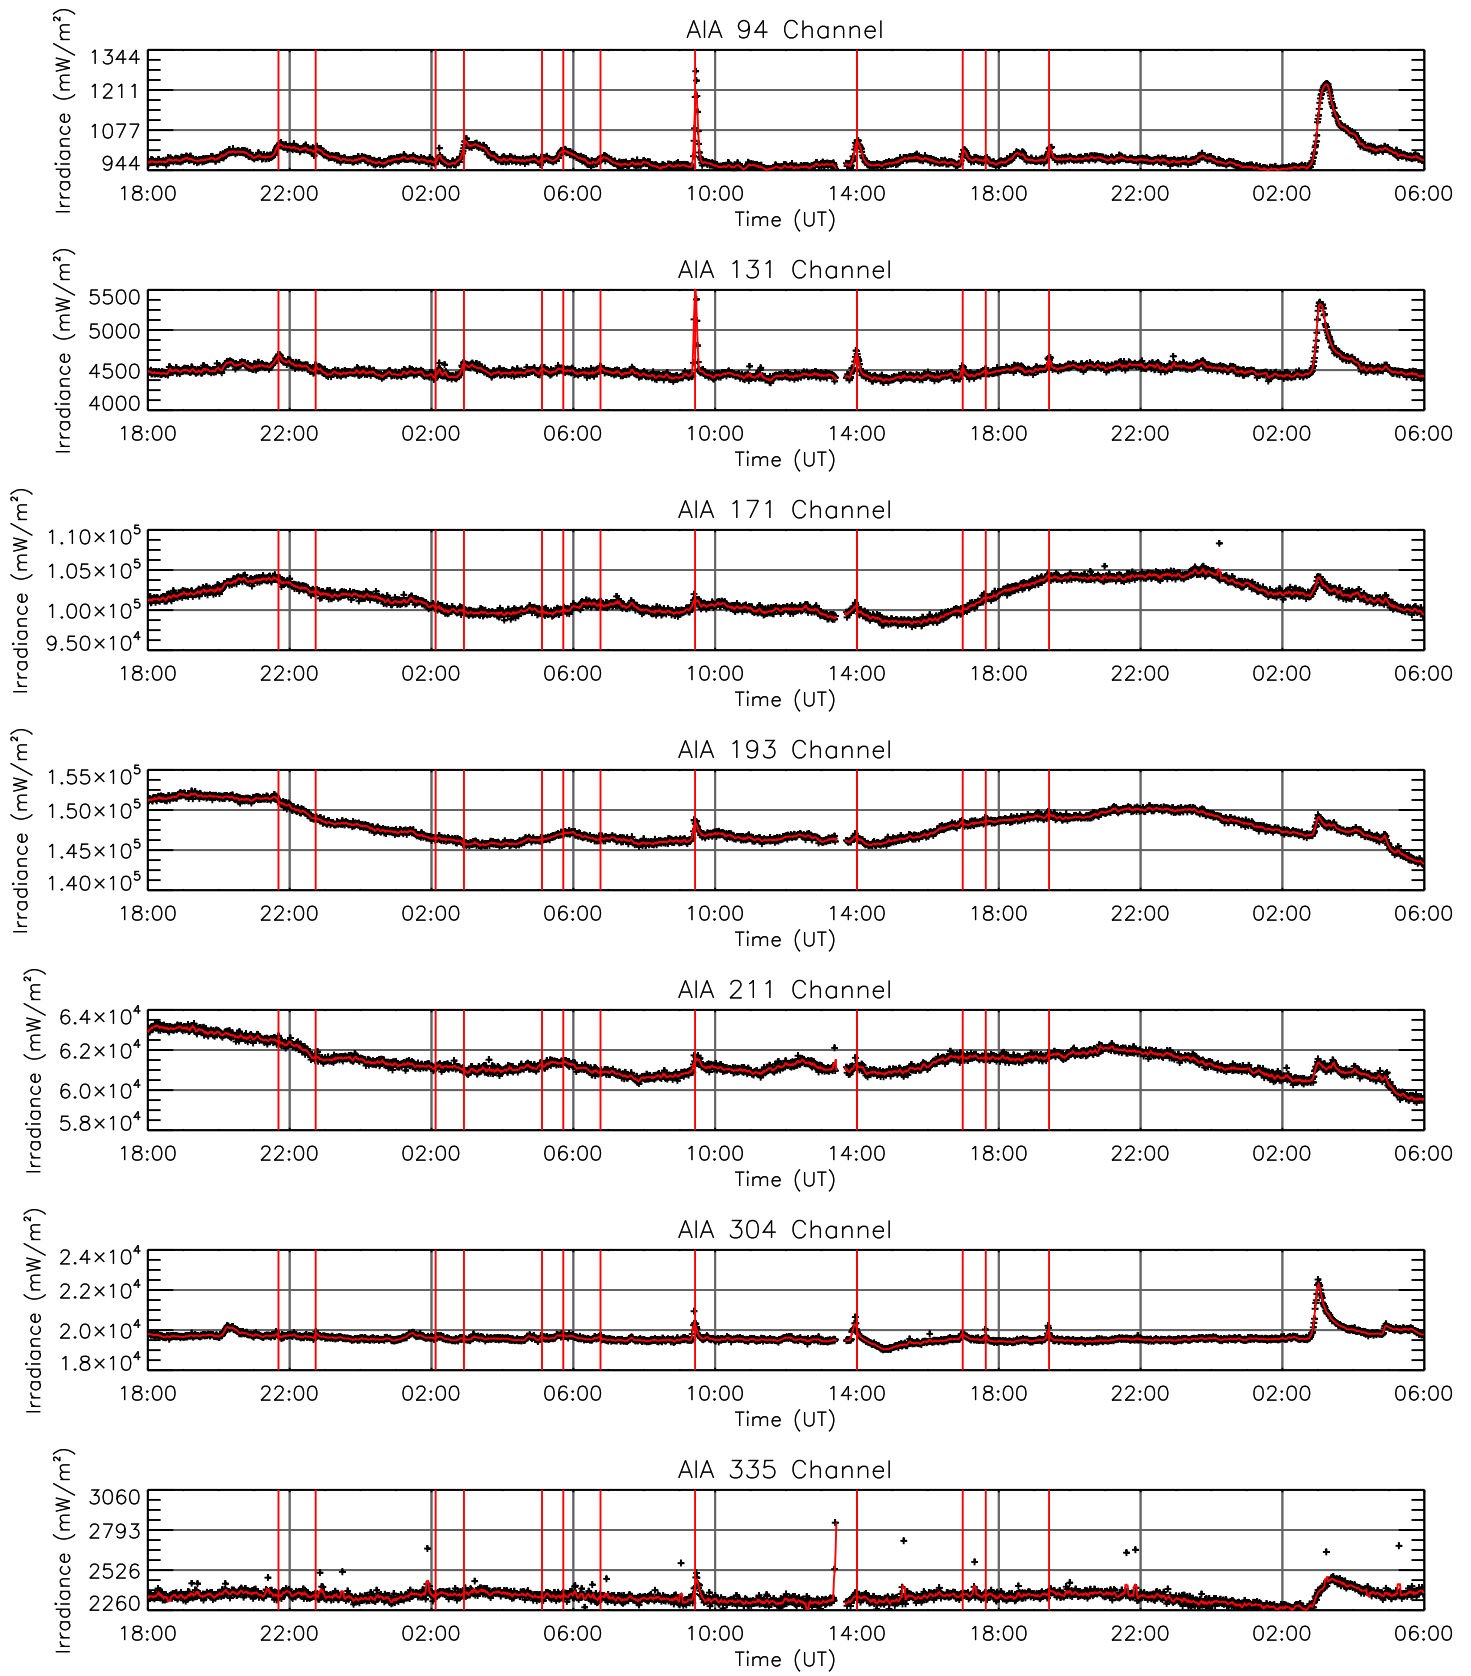 AIA 94 Channel
Irradiance (mW/m²)
1344
1211
1077
944
18:00 22:00 02:00 06:00 10:00 14:00 18:00 22:00 02:00 06:00
Time (UT)
AIA 131 Channel
Irradiance (mW/m²)
5500
5000
4500
4000
18:00 22:00 02:00 06:00 10:00 14:00 18:00 22:00 02:00 06:00
Time (UT)
AIA 171 Channel
Irradiance (mW/m²)
1.10×10⁵
1.05×10⁵
1.00×10⁵
9.50×10⁴
18:00 22:00 02:00 06:00 10:00 14:00 18:00 22:00 02:00 06:00
Time (UT)
AIA 193 Channel
Irradiance (mW/m²)
1.55×10⁵
1.50×10⁵
1.45×10⁵
1.40×10⁵
18:00 22:00 02:00 06:00 10:00 14:00 18:00 22:00 02:00 06:00
Time (UT)
AIA 211 Channel
Irradiance (mW/m²)
6.4×10⁴
6.2×10⁴
6.0×10⁴
5.8×10⁴
18:00 22:00 02:00 06:00 10:00 14:00 18:00 22:00 02:00 06:00
Time (UT)
AIA 304 Channel
Irradiance (mW/m²)
2.4×10⁴
2.2×10⁴
2.0×10⁴
1.8×10⁴
18:00 22:00 02:00 06:00 10:00 14:00 18:00 22:00 02:00 06:00
Time (UT)
AIA 335 Channel
Irradiance (mW/m²)
3060
2793
2526
2260
18:00 22:00 02:00 06:00 10:00 14:00 18:00 22:00 02:00 06:00
Time (UT)